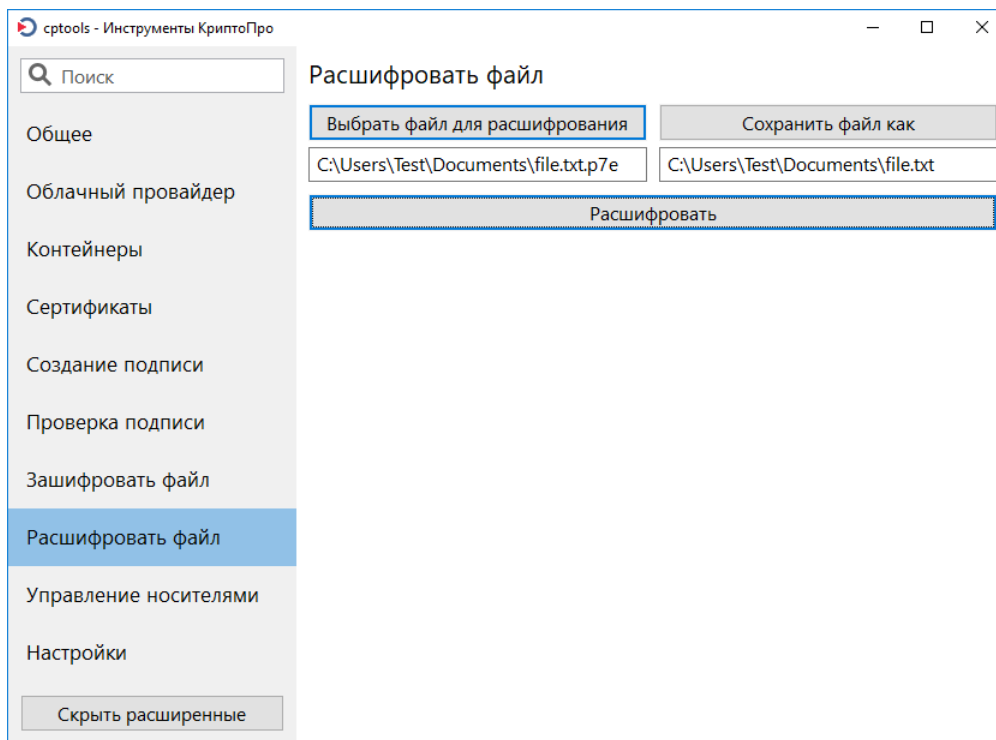 cptools - Инструменты КриптоПро
Поиск
Общее
Облачный провайдер
Контейнеры
Сертификаты
Создание подписи
Проверка подписи
Зашифровать файл
Расшифровать файл
Управление носителями
Настройки
Скрыть расширенные
Расшифровать файл
Выбрать файл для расшифрования
Сохранить файл как
C:\Users\Test\Documents\file.txt.p7e
C:\Users\Test\Documents\file.txt
Расшифровать